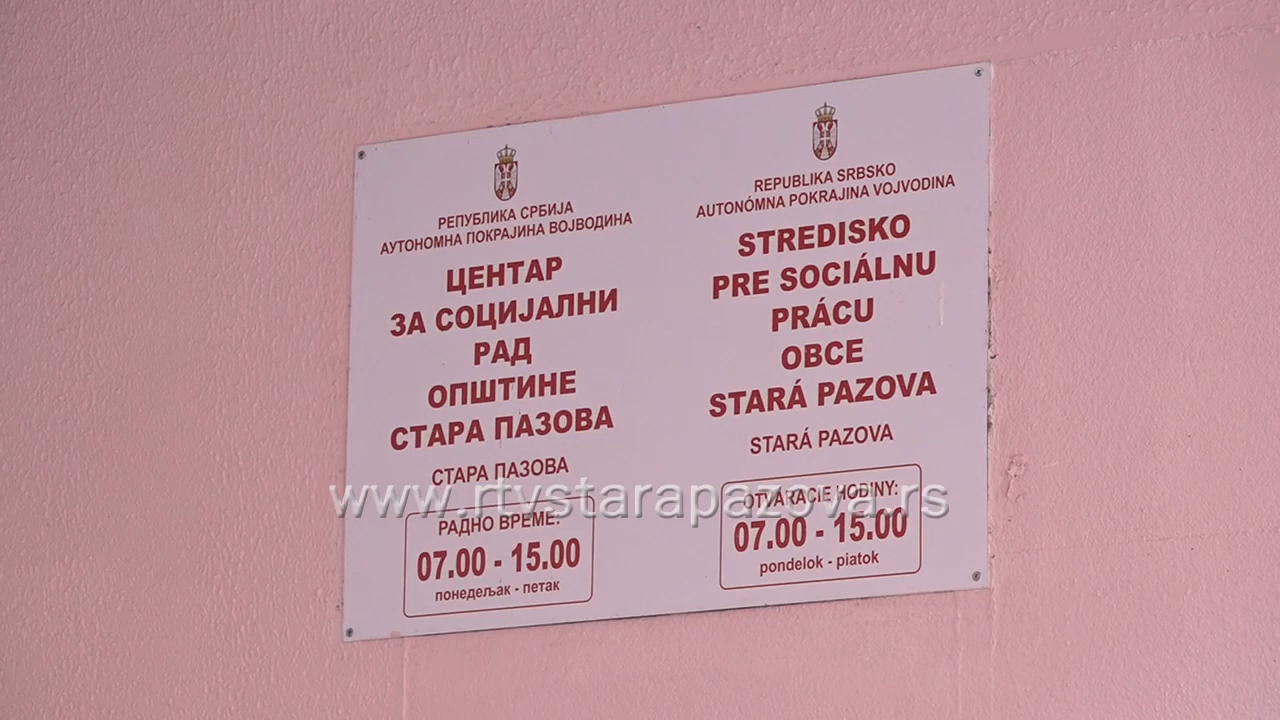 РЕПУБЛИКА СРБИЈА
АУТОНОМНА ПОКРАЈИНА ВОЈВОДИНА
ЦЕНТАР
ЗА СОЦИЈАЛНИ
РАД
ОПШТИНЕ
СТАРА ПАЗОВА
СТАРА ПАЗОВА
РАДНО ВРЕМЕ:
07.00 - 15.00
понедељак - петак
REPUBLIKA SRBSKO
AUTONÓMNA POKRAJINA VOJVODINA
STREDISKO
PRE SOCIÁLNU
PRÁCU
OBCE
STARÁ PAZOVA
STARÁ PAZOVA
OTVÁRACIE HODINY:
07.00 - 15.00
pondelok - piatok
www.rtvstarapazova.rs